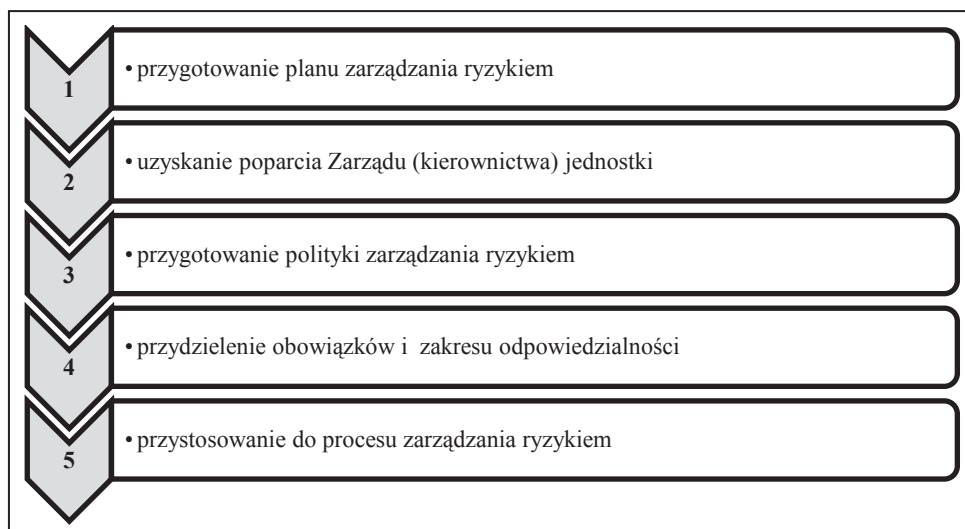 1 • przygotowanie planu zarządzania ryzykiem
2 • uzyskanie poparcia Zarządu (kierownictwa) jednostki
3 • przygotowanie polityki zarządzania ryzykiem
4 • przydzielenie obowiązków i zakresu odpowiedzialności
5 • przystosowanie do procesu zarządzania ryzykiem